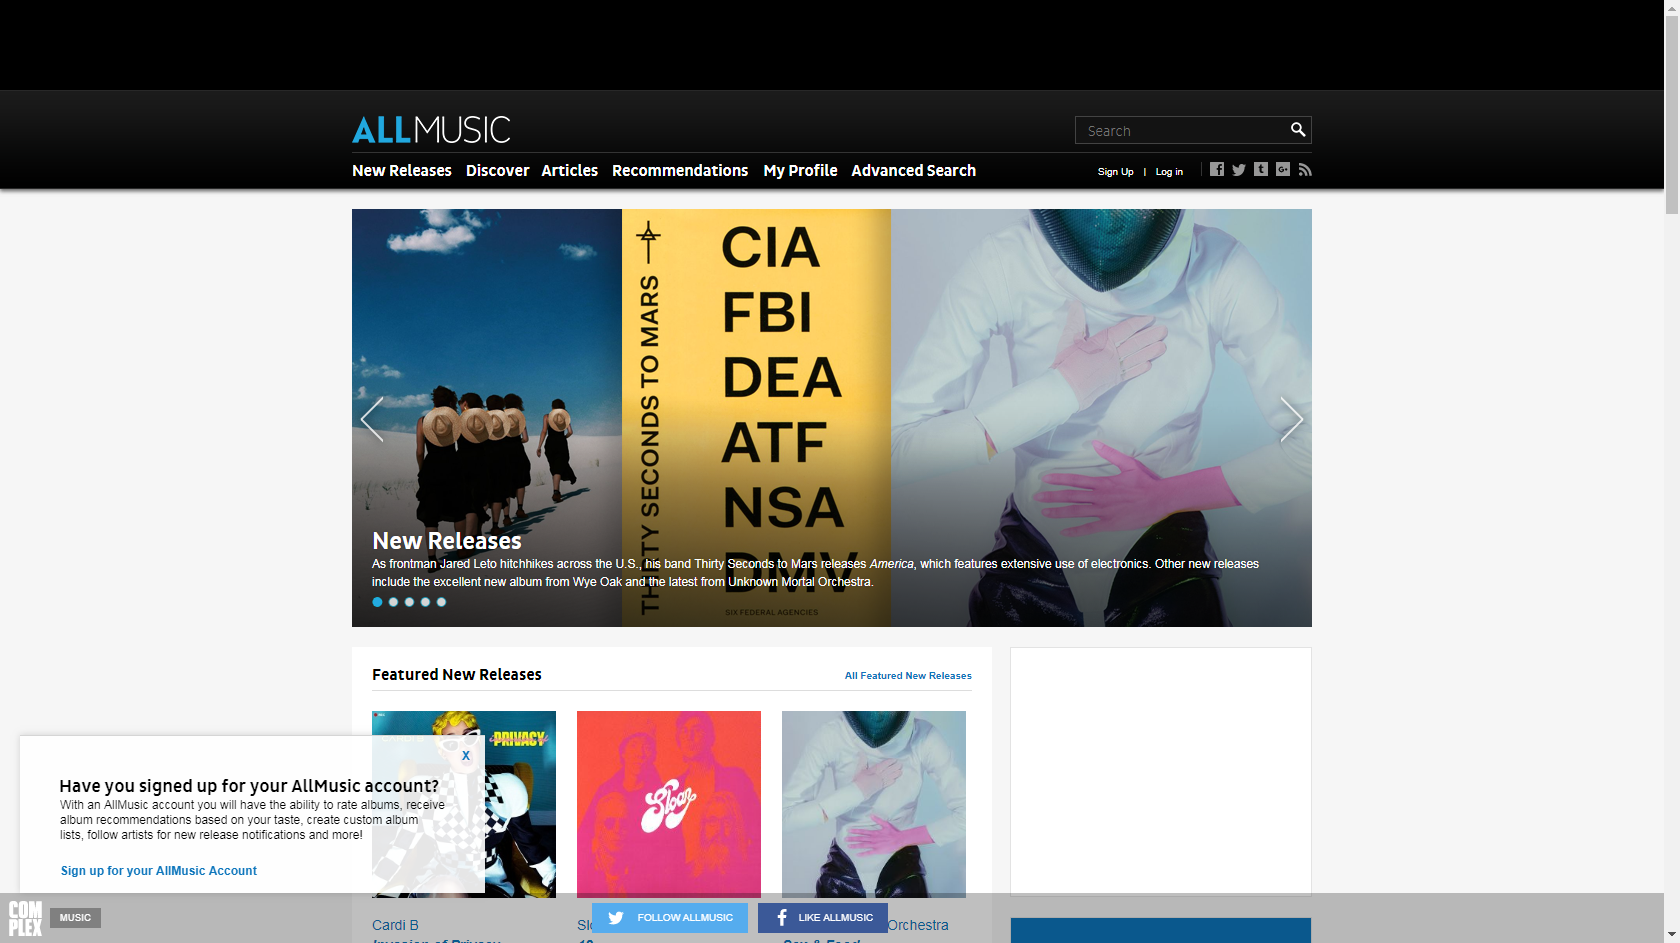 ALLMUSIC
Search
New Releases Discover Articles Recommendations My Profile Advanced Search
Sign Up | Log in
THIRTY SECONDS TO MARS
CIA
FBI
DEA
ATF
NSA
DMV
SIX FEDERAL AGENCIES
New Releases
As frontman Jared Leto hitchhikes across the U.S., his band Thirty Seconds to Mars releases America, which features extensive use of electronics. Other new releases
include the excellent new album from Wye Oak and the latest from Unknown Mortal Orchestra.
Featured New Releases
All Featured New Releases
PRIVACY
Sloan
X
Have you signed up for your AllMusic account?
With an AllMusic account you will have the ability to rate albums, receive
album recommendations based on your taste, create custom album
lists, follow artists for new release notifications and more!
Sign up for your AllMusic Account
COM
PLEX
MUSIC
FOLLOW ALLMUSIC
LIKE ALLMUSIC
Cardi B
Orchestra
Invasion of Privacy
12
Sex & Food